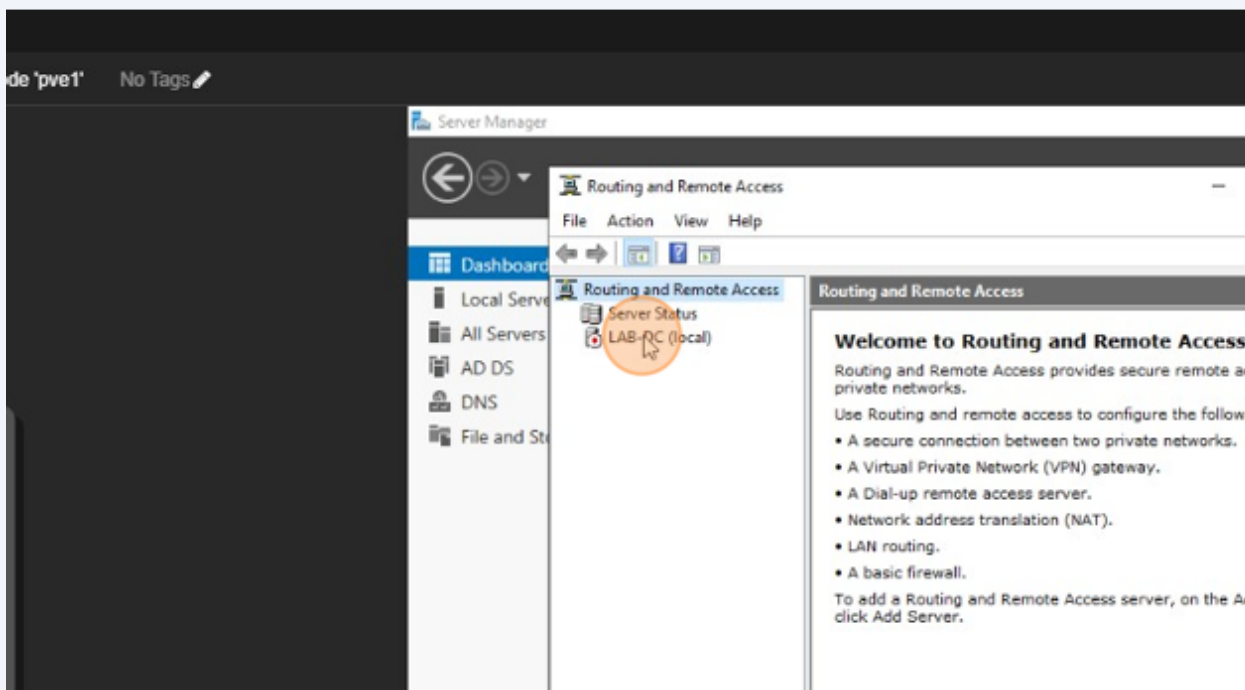 de 'pve1' No Tags
Server Manager
Routing and Remote Access
File Action View Help
Dashboard
Local Serve
All Servers
AD DS
DNS
File and Sto
Routing and Remote Access
Server Status
LAB-DC (local)
Routing and Remote Access
Welcome to Routing and Remote Access
Routing and Remote Access provides secure remote a
private networks.
Use Routing and remote access to configure the follow
• A secure connection between two private networks.
• A Virtual Private Network (VPN) gateway.
• A Dial-up remote access server.
• Network address translation (NAT).
• LAN routing.
• A basic firewall.
To add a Routing and Remote Access server, on the A
click Add Server.